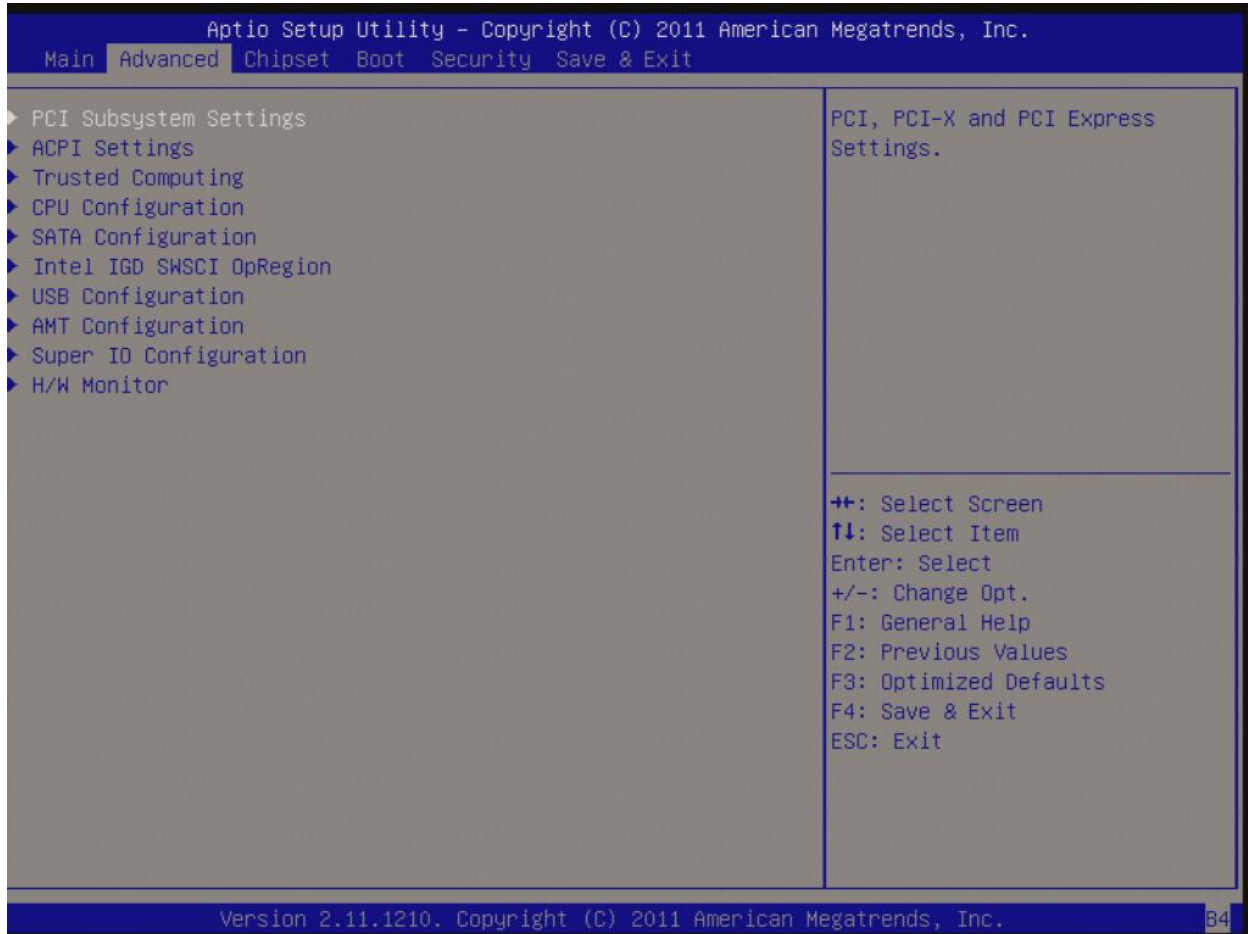 Aptio Setup Utility – Copyright (C) 2011 American Megatrends, Inc.
Main Advanced Chipset Boot Security Save & Exit
PCI Subsystem Settings
ACPI Settings
Trusted Computing
CPU Configuration
SATA Configuration
Intel IGD SWSCI OpRegion
USB Configuration
AMT Configuration
Super IO Configuration
H/W Monitor
PCI, PCI-X and PCI Express
Settings.
→←: Select Screen
↑↓: Select Item
Enter: Select
+/-: Change Opt.
F1: General Help
F2: Previous Values
F3: Optimized Defaults
F4: Save & Exit
ESC: Exit
Version 2.11.1210. Copyright (C) 2011 American Megatrends, Inc.
B4